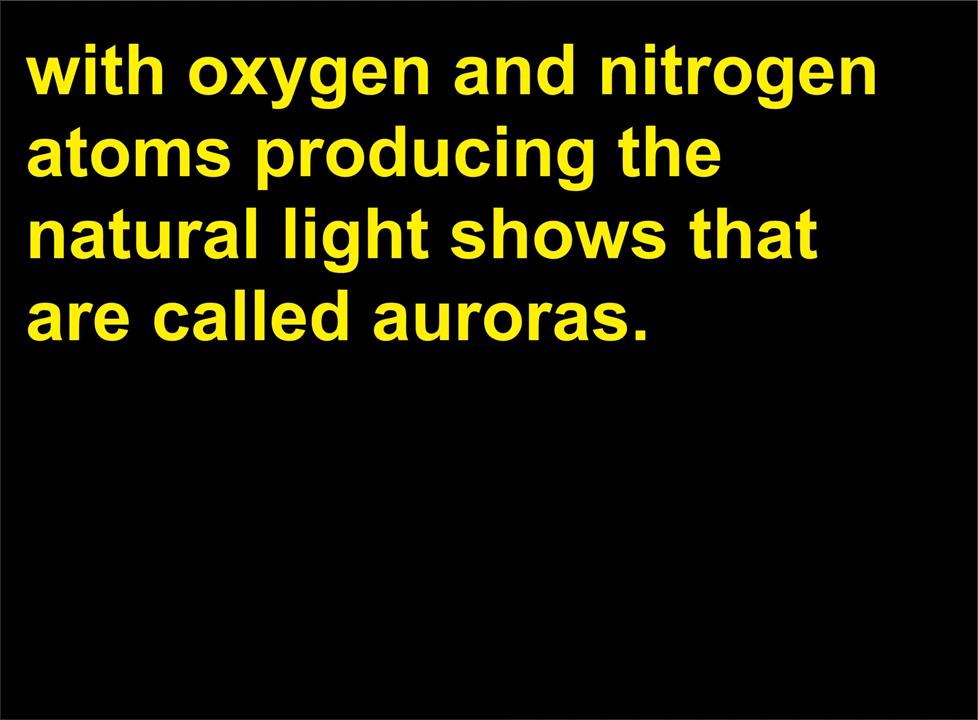 with oxygen and nitrogen
atoms producing the
natural light shows that
are called auroras.